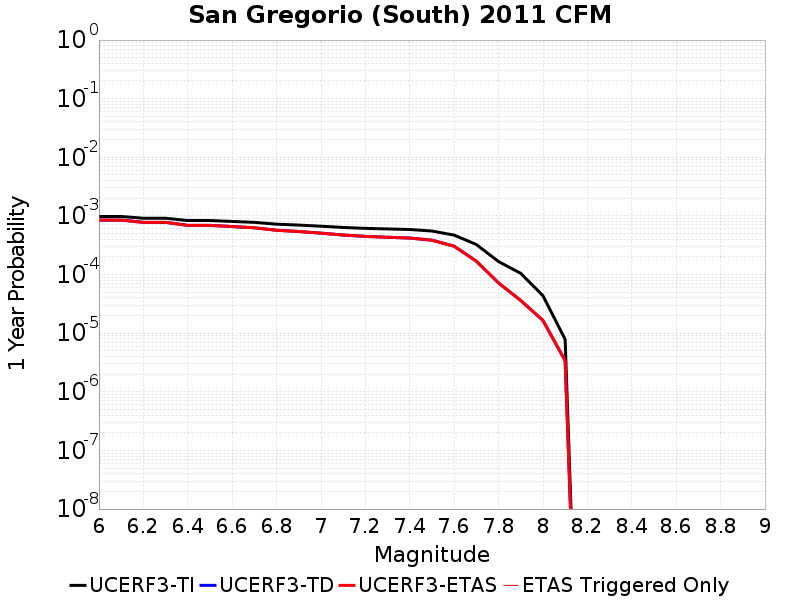 San Gregorio (South) 2011 CFM
1 Year Probability
10^0
10^-1
10^-2
10^-3
10^-4
10^-5
10^-6
10^-7
10^-8
6 6.2 6.4 6.6 6.8 7 7.2 7.4 7.6 7.8 8 8.2 8.4 8.6 8.8 9
Magnitude
UCERF3-TI UCERF3-TD UCERF3-ETAS ETAS Triggered Only